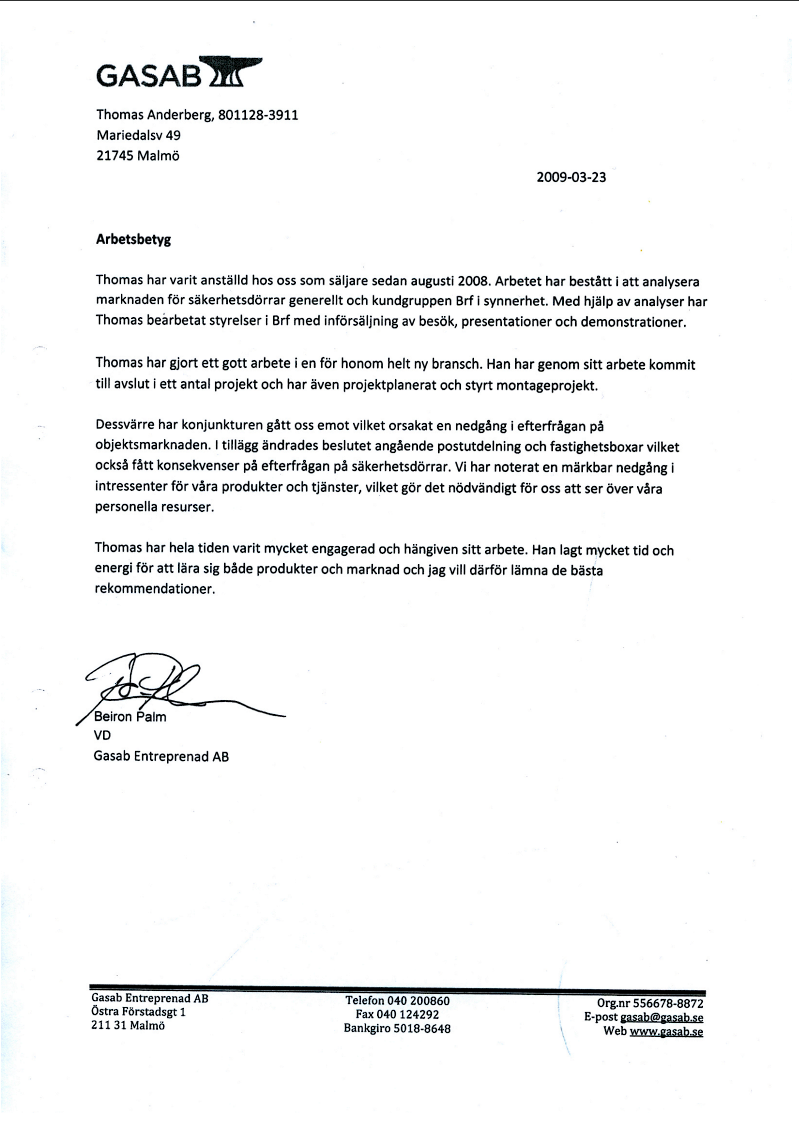 GASAB
Thomas Anderberg, 801128-3911
Mariedalsv 49
21745 Malmö
2009-03-23
Arbetsbetyg
Thomas har varit anställd hos oss som säljare sedan augusti 2008. Arbetet har bestått i att analysera
marknaden för säkerhetsdörrar generellt och kundgruppen Brf i synnerhet. Med hjälp av analyser har
Thomas bearbetat styrelser i Brf med införsäljning av besök, presentationer och demonstrationer.
Thomas har gjort ett gott arbete i en för honom helt ny bransch. Han har genom sitt arbete kommit
till avslut i ett antal projekt och har även projektplanerat och styrt montageprojekt.
Dessvärre har konjunkturen gått oss emot vilket orsakat en nedgång i efterfrågan på
objektsmarknaden. I tillägg ändrades beslutet angående postutdelning och fastighetsboxar vilket
också fått konsekvenser på efterfrågan på säkerhetsdörrar. Vi har noterat en märkbar nedgång i
intressenter för våra produkter och tjänster, vilket gör det nödvändigt för oss att ser över våra
personella resurser.
Thomas har hela tiden varit mycket engagerad och hängiven sitt arbete. Han lagt mycket tid och
energi för att lära sig både produkter och marknad och jag vill därför lämna de bästa
rekommendationer.
Beiron Palm
VD
Gasab Entreprenad AB
Gasab Entreprenad AB
Östra Förstadsgt 1
211 31 Malmö
Telefon 040 200860
Fax 040 124292
Bankgiro 5018-8648
Org.nr 556678-8872
E-post gasab@gasab.se
Web www.gasab.se